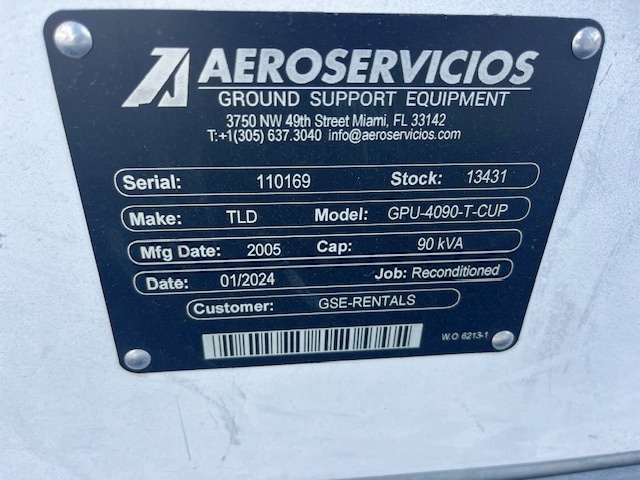 AEROSERVICIOS
GROUND SUPPORT EQUIPMENT
3750 NW 49th Street Miami, FL 33142
T:+1(305) 637.3040 info@aeroservicios.com
Serial: 110169 Stock: 13431
Make: TLD Model: GPU-4090-T-CUP
Mfg Date: 2005 Cap: 90 kVA
Date: 01/2024 Job: Reconditioned
Customer: GSE-RENTALS
W.O. 6213-1